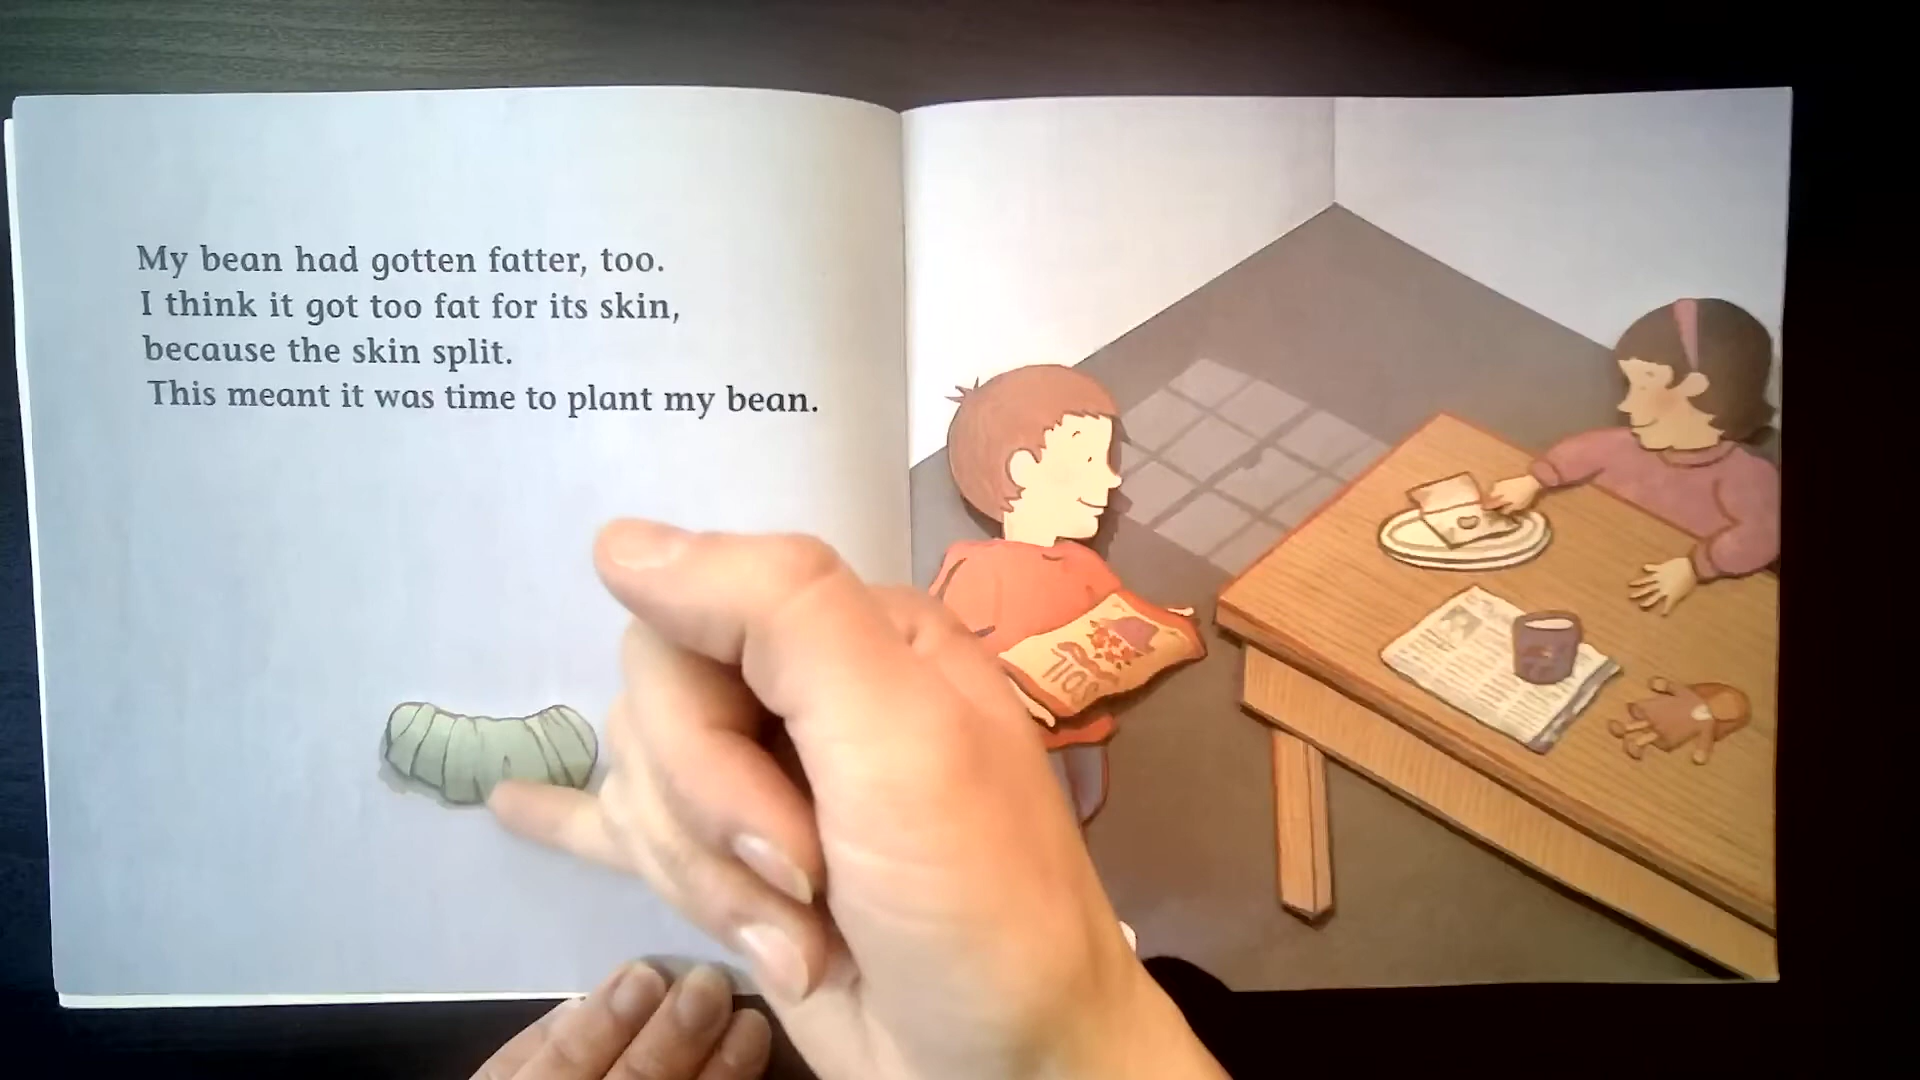 My bean had gotten fatter, too.
I think it got too fat for its skin,
because the skin split.
This meant it was time to plant my bean.
SOIL